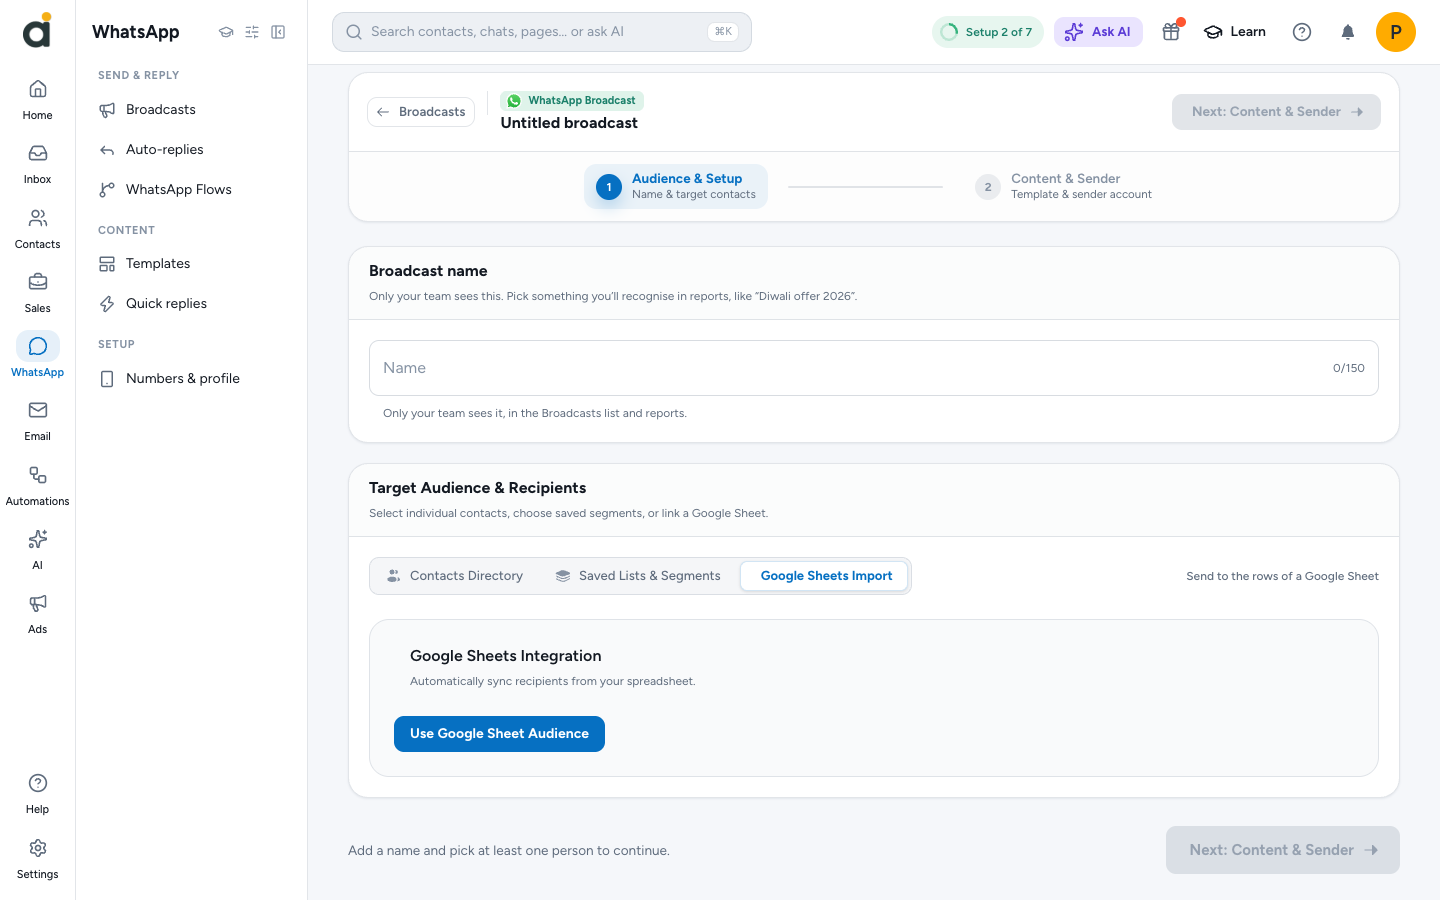 WhatsApp
Search contacts, chats, pages... or ask AI
⌘K
Setup 2 of 7
Ask AI
Learn
P
Home
Inbox
Contacts
Sales
WhatsApp
Email
Automations
AI
Ads
Help
Settings
SEND & REPLY
Broadcasts
Auto-replies
WhatsApp Flows
CONTENT
Templates
Quick replies
SETUP
Numbers & profile
Broadcasts
WhatsApp Broadcast
Untitled broadcast
Next: Content & Sender
1
Audience & Setup
Name & target contacts
2
Content & Sender
Template & sender account
Broadcast name
Only your team sees this. Pick something you'll recognise in reports, like “Diwali offer 2026”.
Name
0/150
Only your team sees it, in the Broadcasts list and reports.
Target Audience & Recipients
Select individual contacts, choose saved segments, or link a Google Sheet.
Contacts Directory
Saved Lists & Segments
Google Sheets Import
Send to the rows of a Google Sheet
Google Sheets Integration
Automatically sync recipients from your spreadsheet.
Use Google Sheet Audience
Add a name and pick at least one person to continue.
Next: Content & Sender